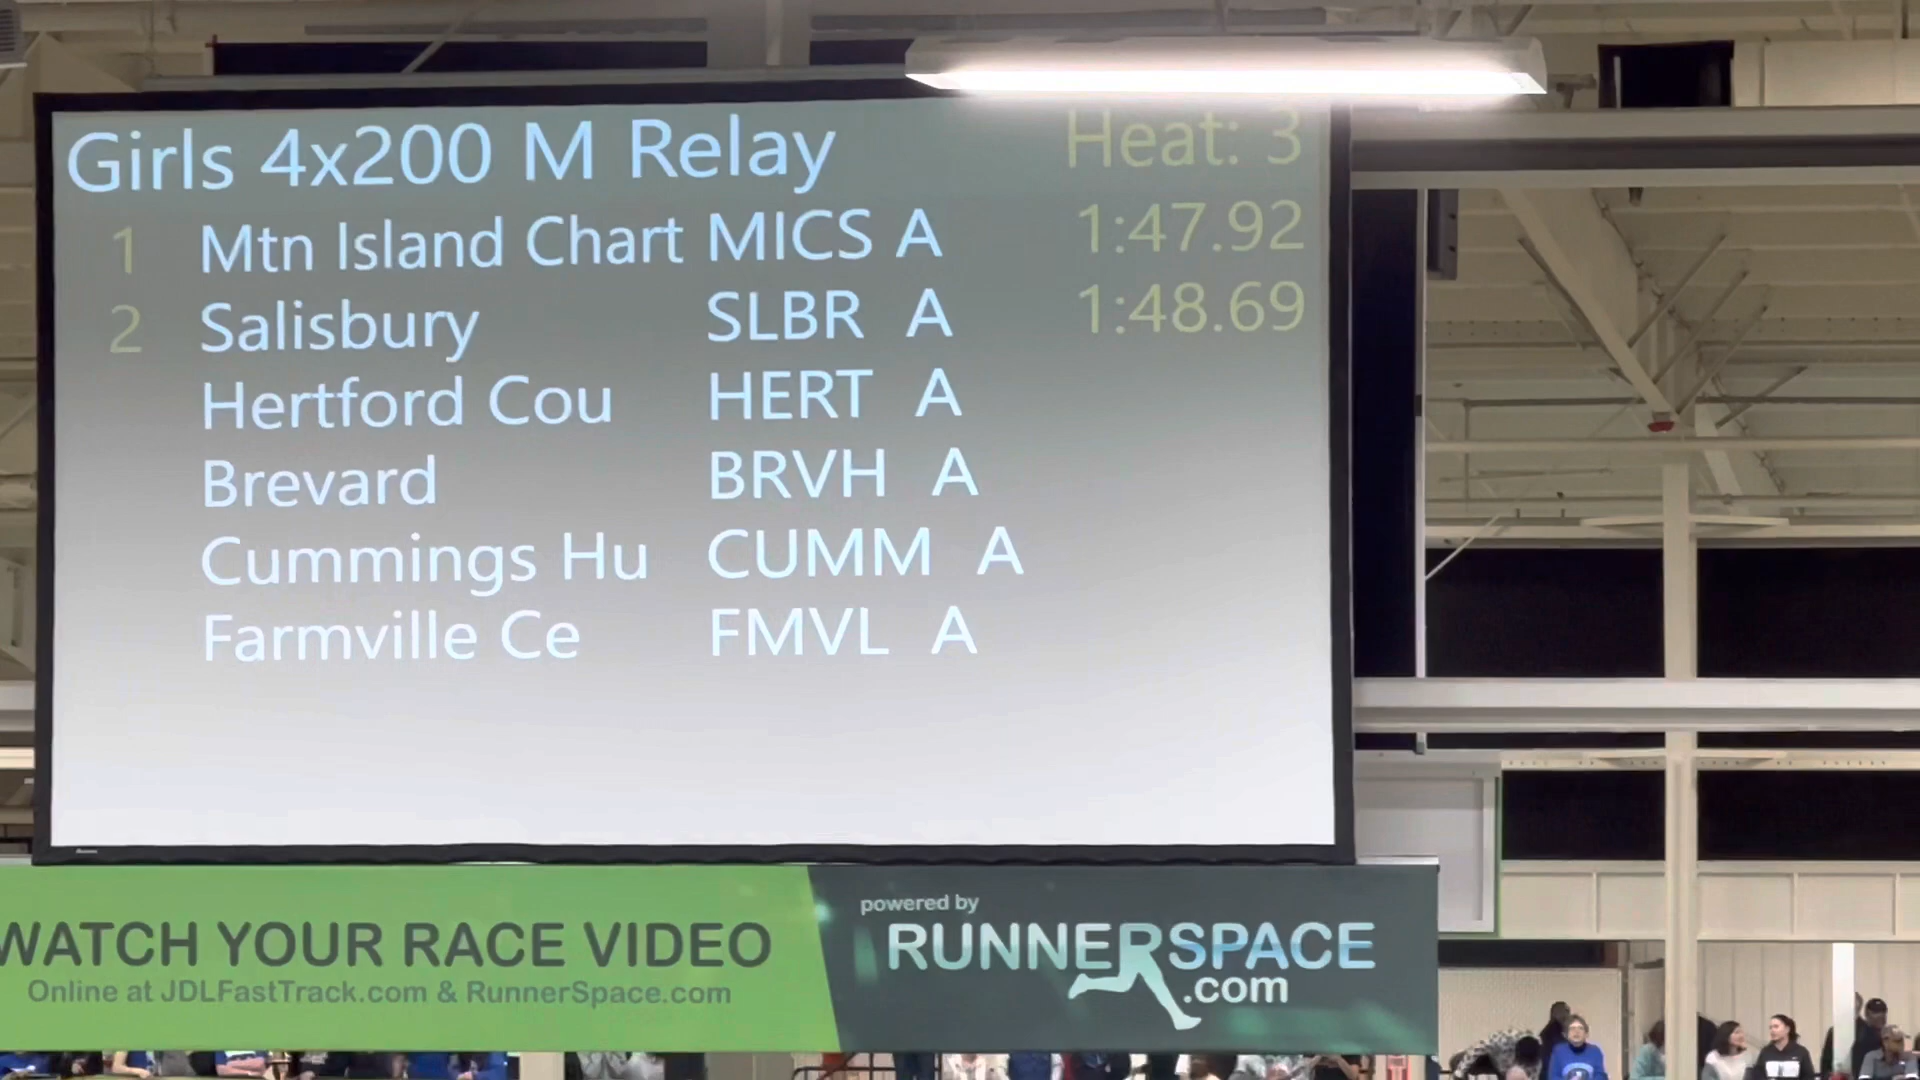 Girls 4x200 M Relay Heat: 3
1 Mtn Island Chart MICS A 1:47.92
2 Salisbury SLBR A 1:48.69
Hertford Cou HERT A
Brevard BRVH A
Cummings Hu CUMM A
Farmville Ce FMVL A
WATCH YOUR RACE VIDEO
Online at JDLFastTrack.com & RunnerSpace.com
powered by
RUNNERSPACE
.com